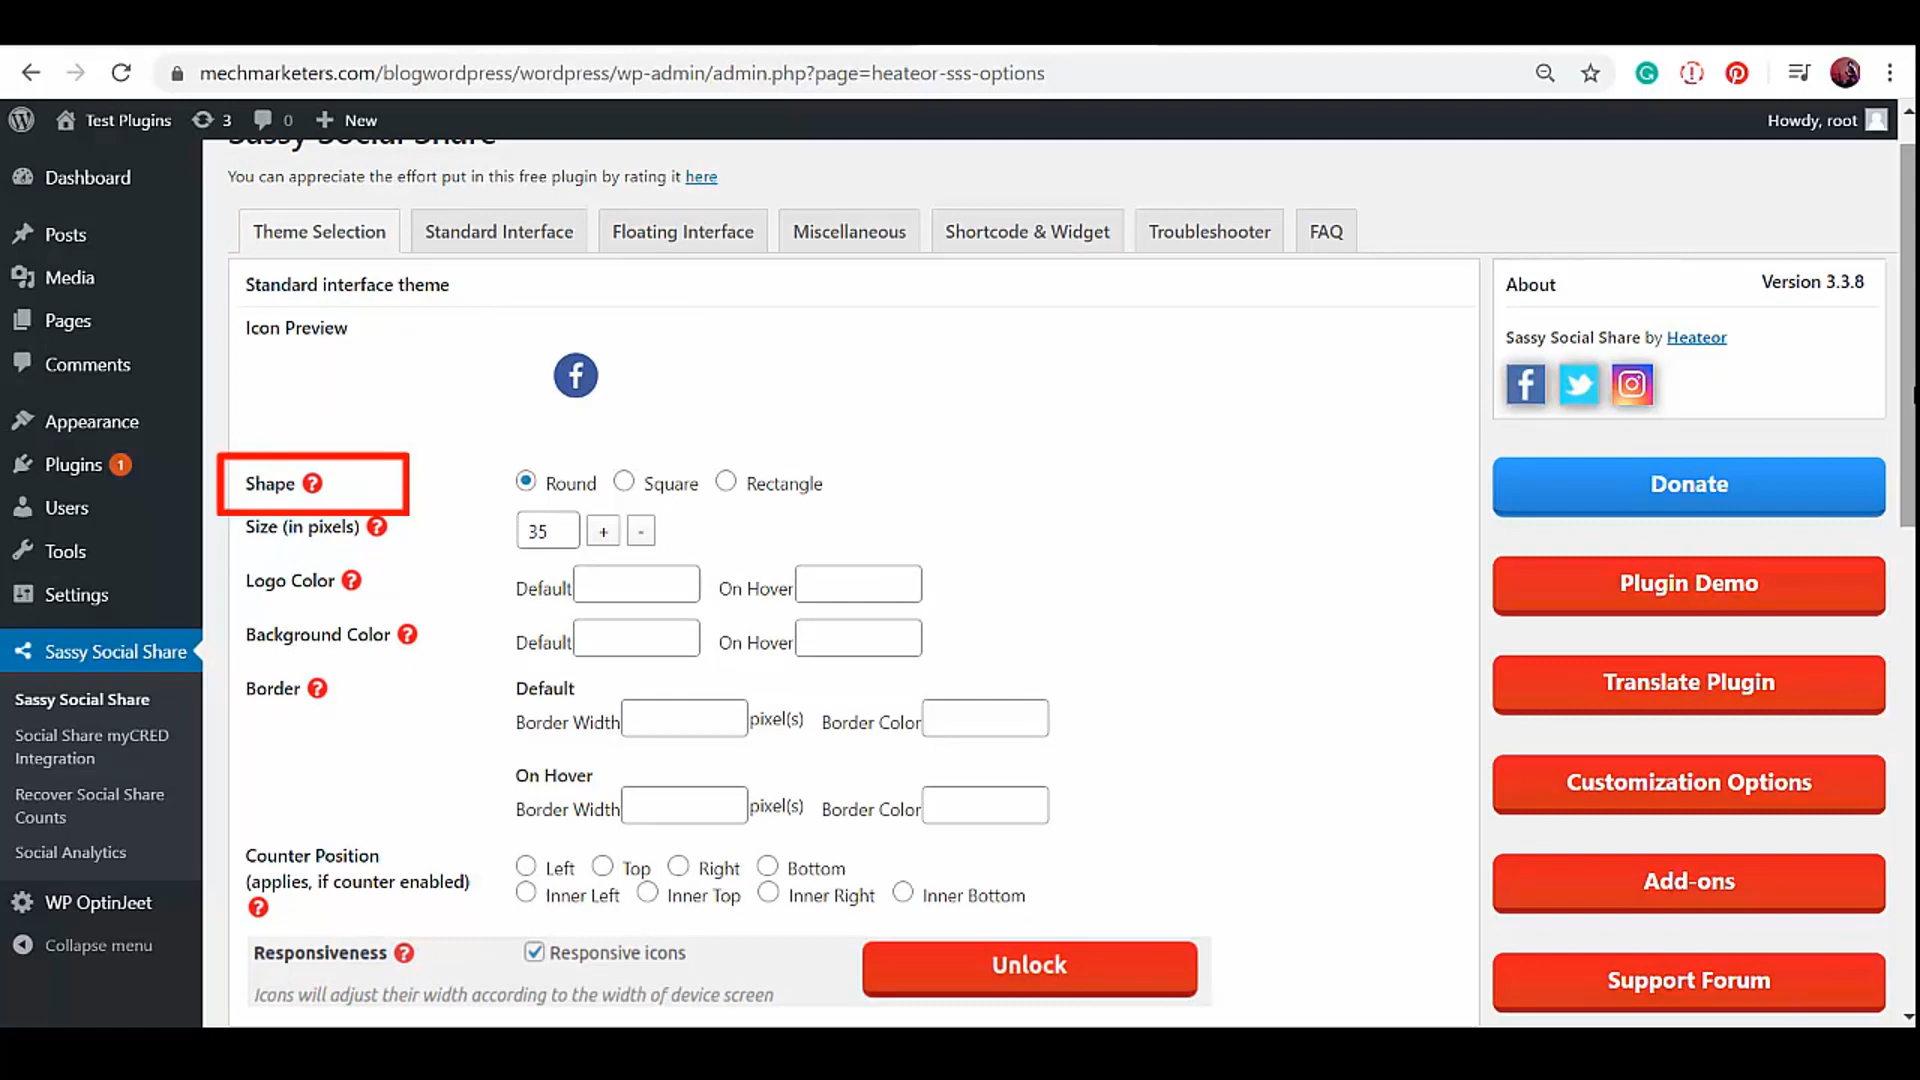 mechmarketers.com/blogwordpress/wordpress/wp-admin/admin.php?page=heateor-sss-options
Test Plugins 3 0 + New Howdy, root
Sassy Social Share
You can appreciate the effort put in this free plugin by rating it here
Dashboard
Posts
Media
Pages
Comments
Appearance
Plugins 1
Users
Tools
Settings
Sassy Social Share
Sassy Social Share
Social Share myCRED
Integration
Recover Social Share
Counts
Social Analytics
WP OptinJeet
Collapse menu
Theme Selection Standard Interface Floating Interface Miscellaneous Shortcode & Widget Troubleshooter FAQ
Standard interface theme
Icon Preview
f
Shape ? Round Square Rectangle
Size (in pixels) ? 35 + -
Logo Color ? Default On Hover
Background Color ? Default On Hover
Border ? Default
Border Width pixel(s) Border Color
On Hover
Border Width pixel(s) Border Color
Counter Position
(applies, if counter enabled)
?
Left Top Right Bottom
Inner Left Inner Top Inner Right Inner Bottom
Responsiveness ? Responsive icons Unlock
Icons will adjust their width according to the width of device screen
About Version 3.3.8
Sassy Social Share by Heateor
f
Donate
Plugin Demo
Translate Plugin
Customization Options
Add-ons
Support Forum